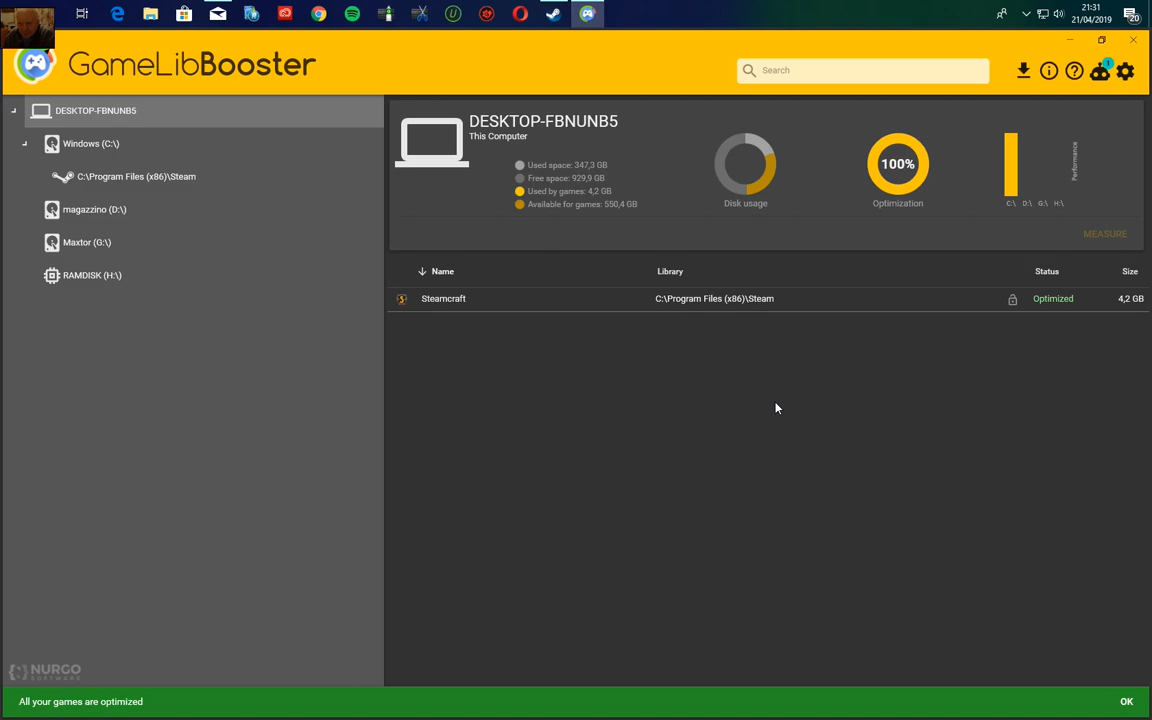 21:31
21/04/2019
20
GameLibBooster
Search
1
DESKTOP-FBNUNB5
Windows (C:\)
C:\Program Files (x86)\Steam
magazzino (D:\)
Maxtor (G:\)
RAMDISK (H:\)
DESKTOP-FBNUNB5
This Computer
Used space: 347,3 GB
Free space: 929,9 GB
Used by games: 4,2 GB
Available for games: 550,4 GB
Disk usage
100%
Optimization
Performance
C:\ D:\ G:\ H:\
MEASURE
Name Library Status Size
Steamcraft C:\Program Files (x86)\Steam Optimized 4,2 GB
NURGO
SOFTWARE
All your games are optimized OK